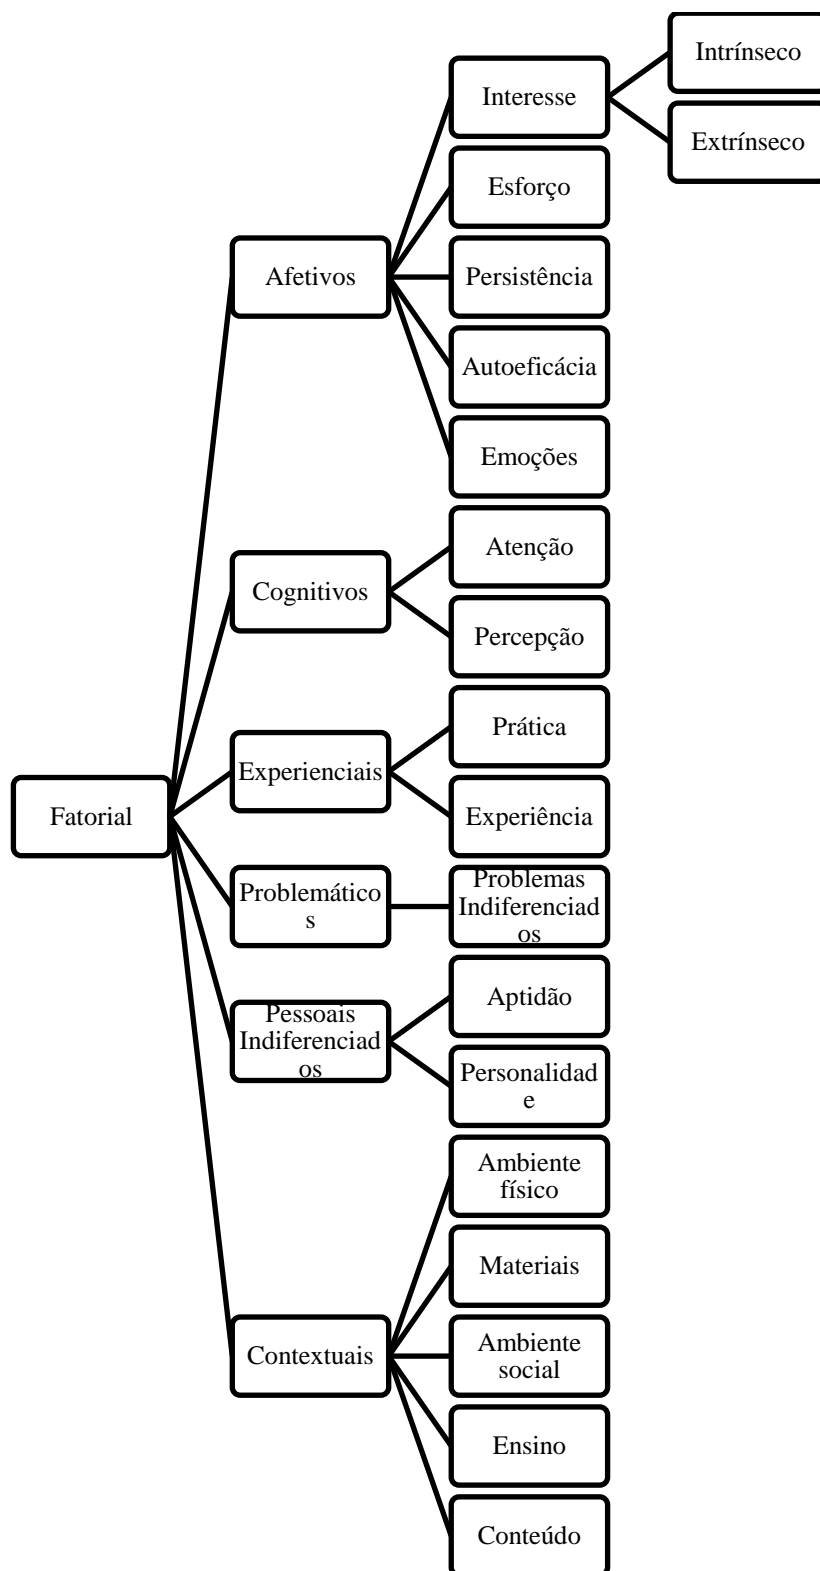 Fatorial
Afetivos
Interesse
Intrínseco
Extrínseco
Esforço
Persistência
Autoeficácia
Emoções
Cognitivos
Atenção
Percepção
Experienciais
Prática
Experiência
Problemático
s
Problemas
Indiferenciad
os
Pessoais
Indiferenciad
os
Aptidão
Personalidad
e
Contextuais
Ambiente
físico
Materiais
Ambiente
social
Ensino
Conteúdo